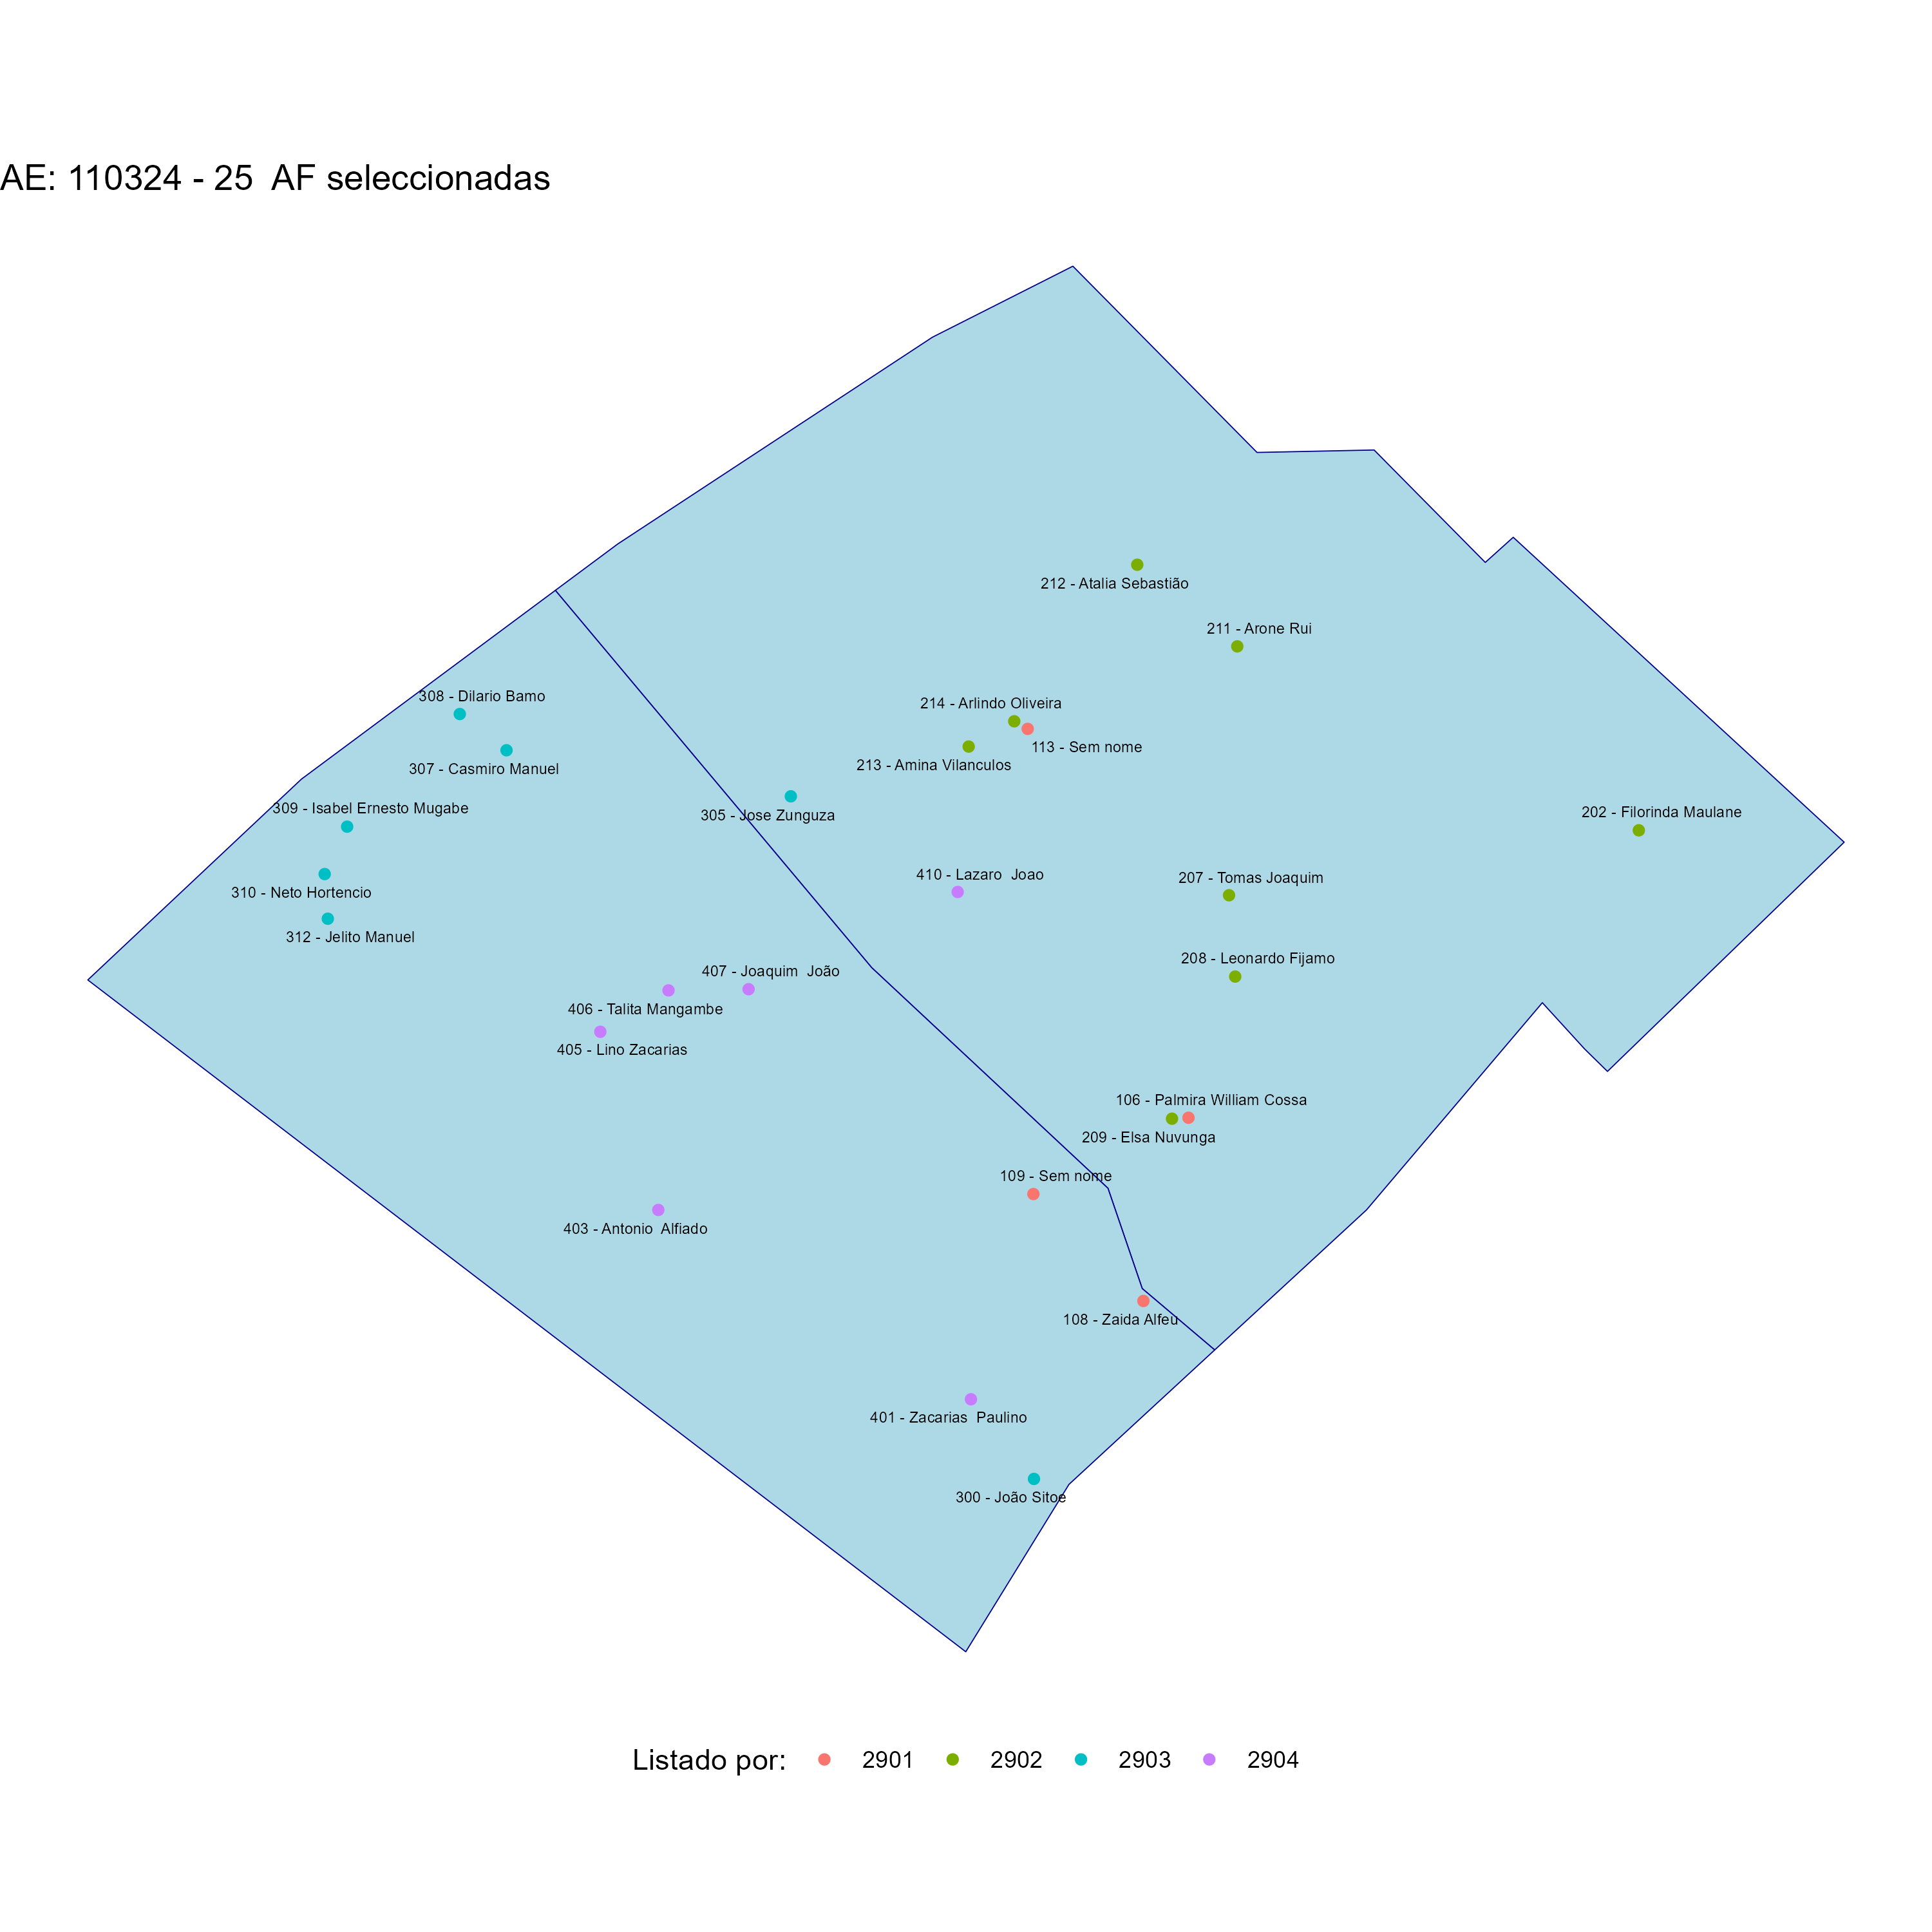 AE: 110324 - 25  AF seleccionadas
212 - Atalia Sebastião
211 - Arone Rui
308 - Dilario Bamo
214 - Arlindo Oliveira
113 - Sem nome
213 - Amina Vilanculos
307 - Casmiro Manuel
309 - Isabel Ernesto Mugabe
305 - Jose Zunguza
202 - Filorinda Maulane
410 - Lazaro  Joao
207 - Tomas Joaquim
310 - Neto Hortencio
312 - Jelito Manuel
208 - Leonardo Fijamo
407 - Joaquim  João
406 - Talita Mangambe
405 - Lino Zacarias
106 - Palmira William Cossa
209 - Elsa Nuvunga
109 - Sem nome
403 - Antonio  Alfiado
108 - Zaida Alfeu
401 - Zacarias  Paulino
300 - João Sitoe
Listado por: 2901 2902 2903 2904